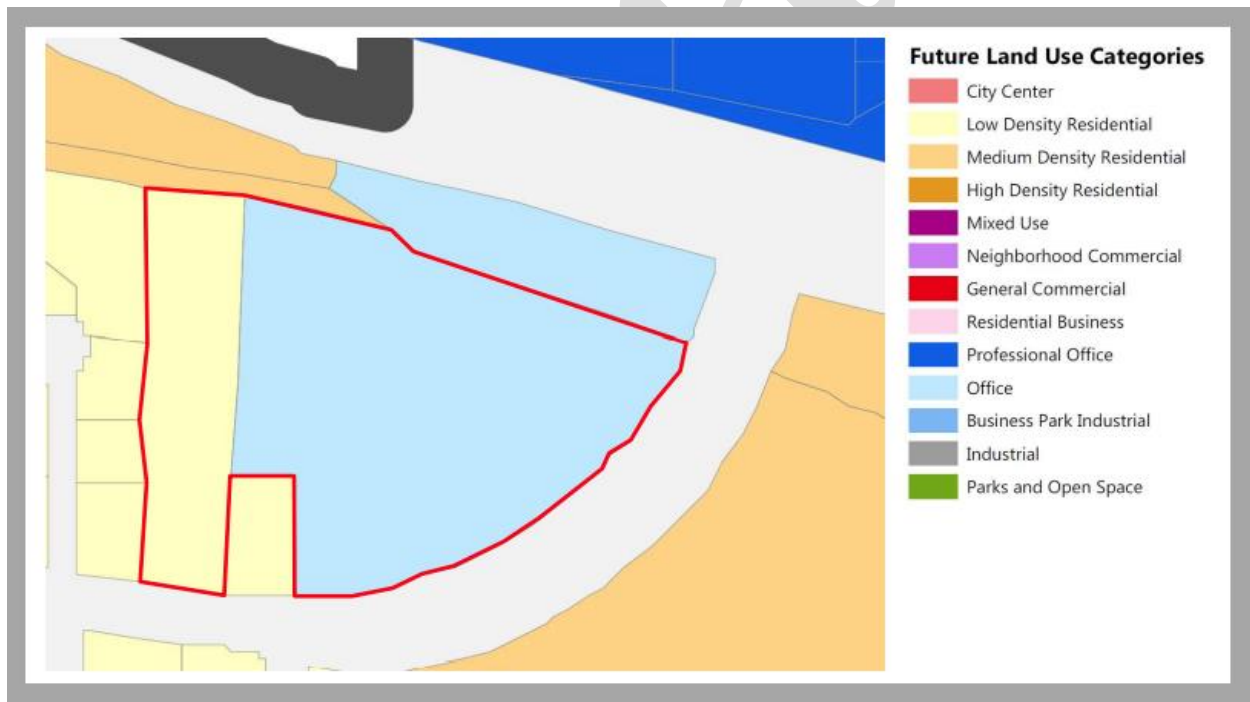 Future Land Use Categories
City Center
Low Density Residential
Medium Density Residential
High Density Residential
Mixed Use
Neighborhood Commercial
General Commercial
Residential Business
Professional Office
Office
Business Park Industrial
Industrial
Parks and Open Space